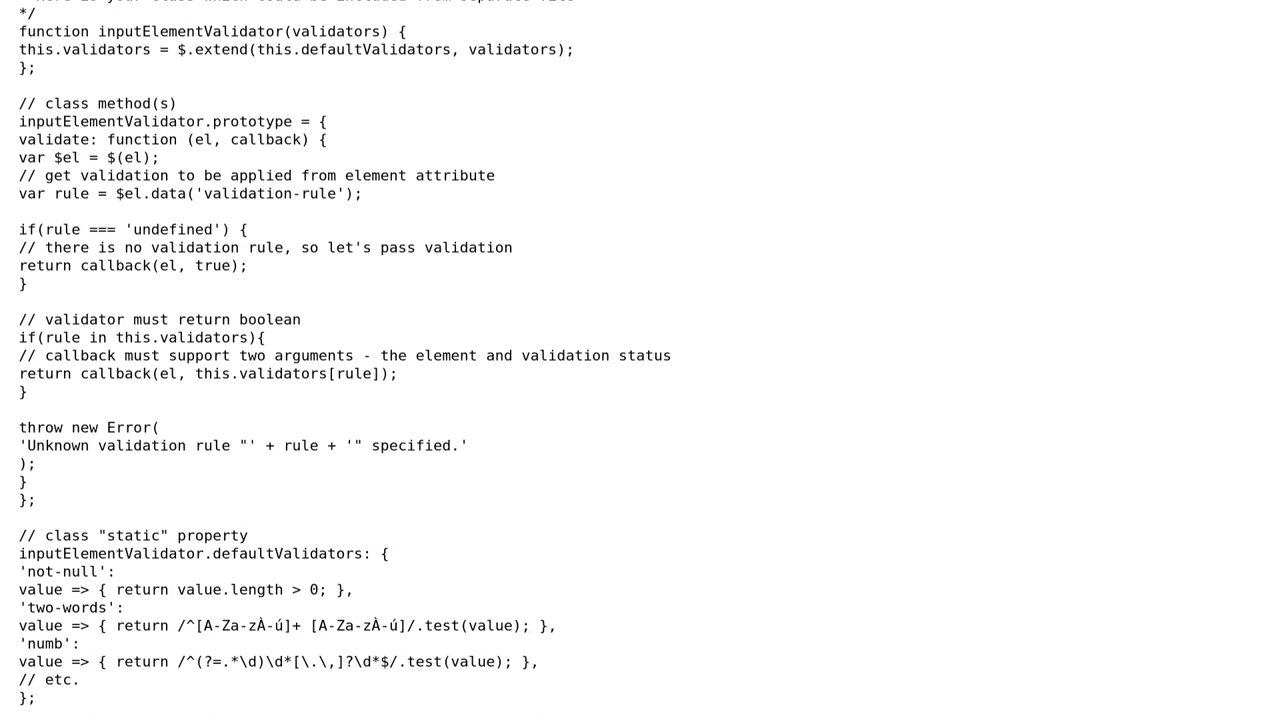 */
function inputElementValidator(validators) {
this.validators = $.extend(this.defaultValidators, validators);
};
// class method(s)
inputElementValidator.prototype = {
validate: function (el, callback) {
var $el = $(el);
// get validation to be applied from element attribute
var rule = $el.data('validation-rule');
if(rule === 'undefined') {
// there is no validation rule, so let's pass validation
return callback(el, true);
}
// validator must return boolean
if(rule in this.validators){
// callback must support two arguments - the element and validation status
return callback(el, this.validators[rule]);
}
throw new Error(
'Unknown validation rule "' + rule + '" specified.'
);
}
};
// class "static" property
inputElementValidator.defaultValidators: {
'not-null':
value => { return value.length > 0; },
'two-words':
value => { return /^[A-Za-zÀ-ú]+ [A-Za-zÀ-ú]/.test(value); },
'numb':
value => { return /^(?=.*\d)\d*[\.\,]?\d*$/.test(value); },
// etc.
};